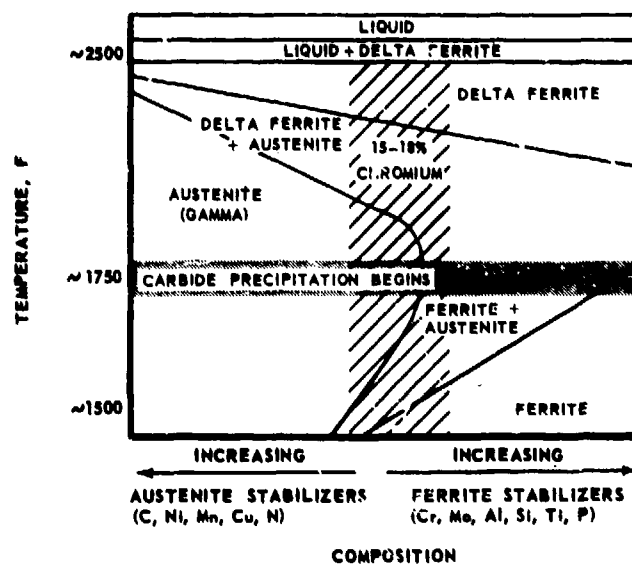 LIQUID
LIQUID + DELTA FERRITE
~2500
DELTA FERRITE
DELTA FERRITE
+ AUSTENITE
15-18%
CHROMIUM
AUSTENITE
(GAMMA)
TEMPERATURE, F
~1750
CARBIDE PRECIPITATION BEGINS
FERRITE +
AUSTENITE
~1500
FERRITE
INCREASING
INCREASING
AUSTENITE STABILIZERS
FERRITE STABILIZERS
(C, Ni, Mn, Cu, N)
(Cr, Mo, Al, Si, Ti, P)
COMPOSITION